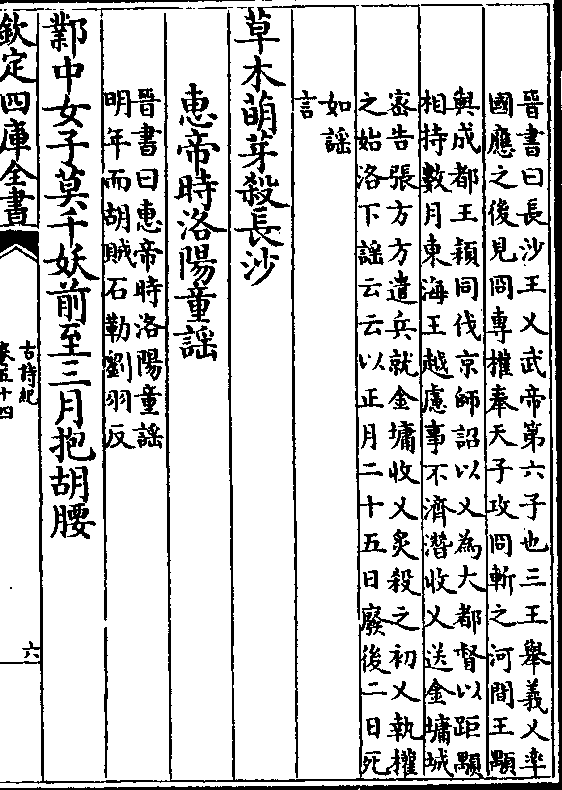 晉書曰長沙王乂武帝第六子也三王舉義乂率
國應之後見冏專權奉天子攻冏斬之河間王顒
與成都王穎同伐京師詔以乂為大都督以距顒
相持數月東海王越慮事不濟潛收乂送金墉城
密告張方方遣兵就金墉收乂炙殺之初乂執權
之始洛下謡云云以正月二十五日廢後二日死
如謡
言
草木萌芽殺長沙
惠帝時洛陽童謡
晉書曰惠帝時洛陽童謡
明年而胡賊石勒劉羽反
鄴中女子莫千妖前至三月抱胡腰
欽定四庫全書
古詩紀
卷五十四
六